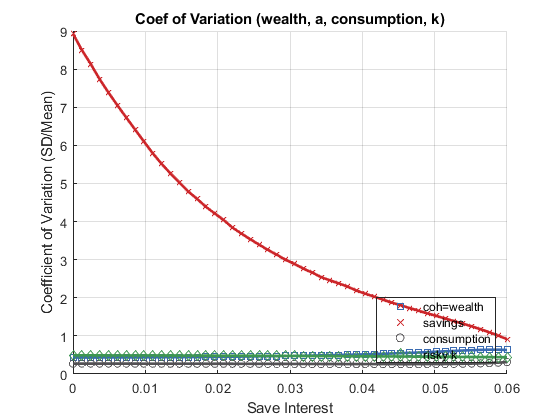 Coef of Variation (wealth, a, consumption, k)
Coefficient of Variation (SD/Mean)
9
8
7
6
5
4
3
2
1
0
coh=wealth
savings
consumption
risky k
0 0.01 0.02 0.03 0.04 0.05 0.06
Save Interest